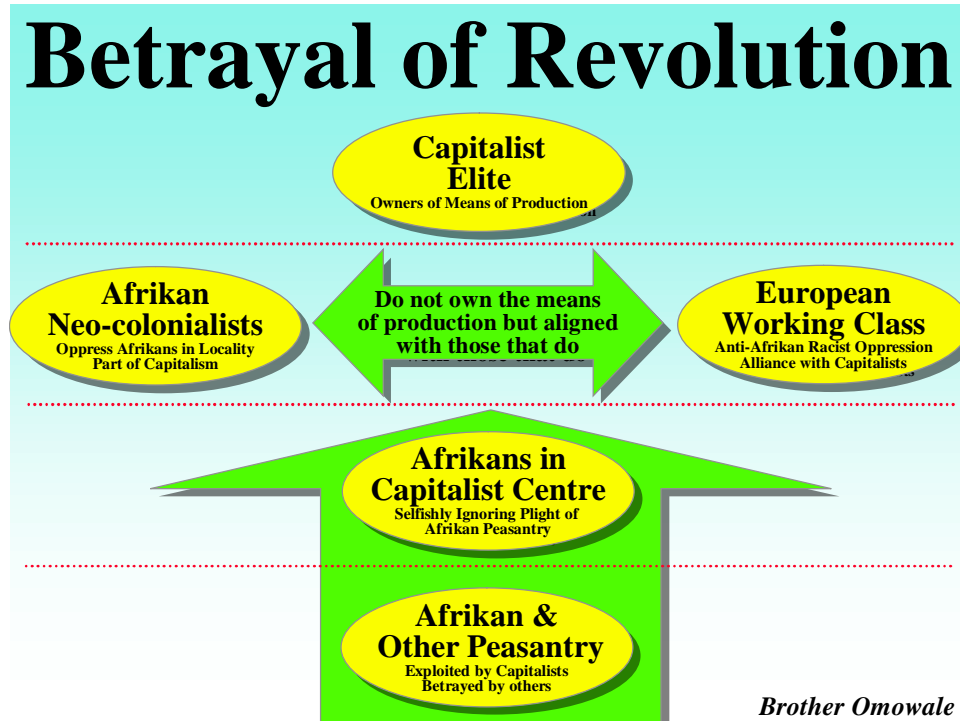 Betrayal of Revolution
Capitalist
Elite
Owners of Means of Production
Afrikan
Neo-colonialists
Oppress Afrikans in Locality
Part of Capitalism
Do not own the means
of production but aligned
with those that do
European
Working Class
Anti-Afrikan Racist Oppression
Alliance with Capitalists
Afrikans in
Capitalist Centre
Selfishly Ignoring Plight of
Afrikan Peasantry
Afrikan &
Other Peasantry
Exploited by Capitalists
Betrayed by others
Brother Omowale